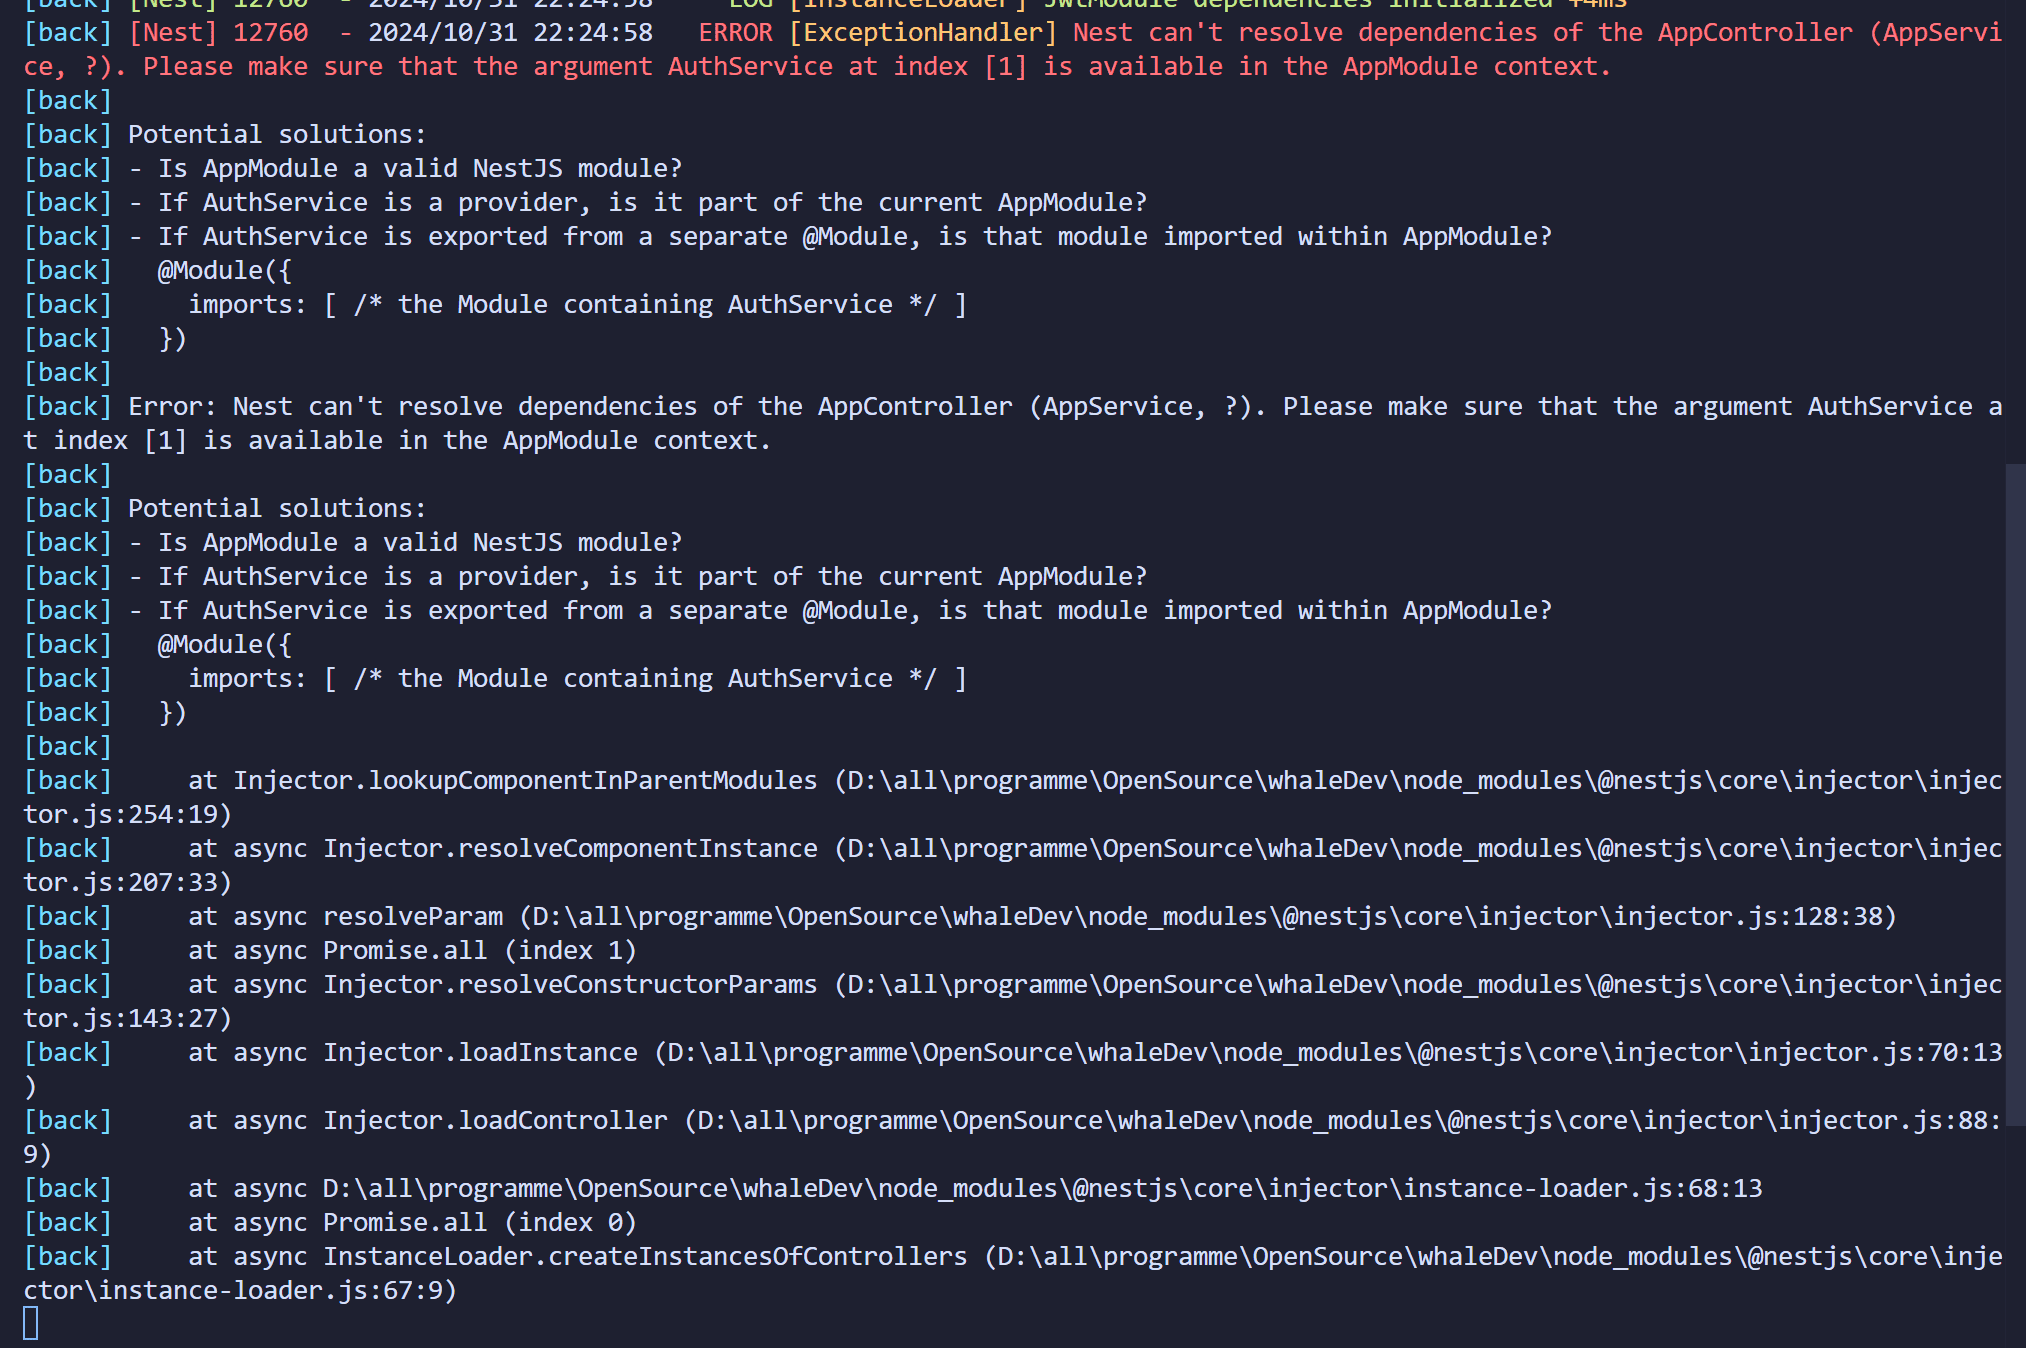 [back] [Nest] 12760  - 2024/10/31 22:24:58     LOG [InstanceLoader] JwtModule dependencies initialized +4ms
[back] [Nest] 12760  - 2024/10/31 22:24:58   ERROR [ExceptionHandler] Nest can't resolve dependencies of the AppController (AppServi
ce, ?). Please make sure that the argument AuthService at index [1] is available in the AppModule context.
[back]
[back] Potential solutions:
[back] - Is AppModule a valid NestJS module?
[back] - If AuthService is a provider, is it part of the current AppModule?
[back] - If AuthService is exported from a separate @Module, is that module imported within AppModule?
[back]   @Module({
[back]     imports: [ /* the Module containing AuthService */ ]
[back]   })
[back]
[back] Error: Nest can't resolve dependencies of the AppController (AppService, ?). Please make sure that the argument AuthService a
t index [1] is available in the AppModule context.
[back]
[back] Potential solutions:
[back] - Is AppModule a valid NestJS module?
[back] - If AuthService is a provider, is it part of the current AppModule?
[back] - If AuthService is exported from a separate @Module, is that module imported within AppModule?
[back]   @Module({
[back]     imports: [ /* the Module containing AuthService */ ]
[back]   })
[back]
[back]     at Injector.lookupComponentInParentModules (D:\all\programme\OpenSource\whaleDev\node_modules\@nestjs\core\injector\injec
tor.js:254:19)
[back]     at async Injector.resolveComponentInstance (D:\all\programme\OpenSource\whaleDev\node_modules\@nestjs\core\injector\injec
tor.js:207:33)
[back]     at async resolveParam (D:\all\programme\OpenSource\whaleDev\node_modules\@nestjs\core\injector\injector.js:128:38)
[back]     at async Promise.all (index 1)
[back]     at async Injector.resolveConstructorParams (D:\all\programme\OpenSource\whaleDev\node_modules\@nestjs\core\injector\injec
tor.js:143:27)
[back]     at async Injector.loadInstance (D:\all\programme\OpenSource\whaleDev\node_modules\@nestjs\core\injector\injector.js:70:13
)
[back]     at async Injector.loadController (D:\all\programme\OpenSource\whaleDev\node_modules\@nestjs\core\injector\injector.js:88:
9)
[back]     at async D:\all\programme\OpenSource\whaleDev\node_modules\@nestjs\core\injector\instance-loader.js:68:13
[back]     at async Promise.all (index 0)
[back]     at async InstanceLoader.createInstancesOfControllers (D:\all\programme\OpenSource\whaleDev\node_modules\@nestjs\core\inje
ctor\instance-loader.js:67:9)